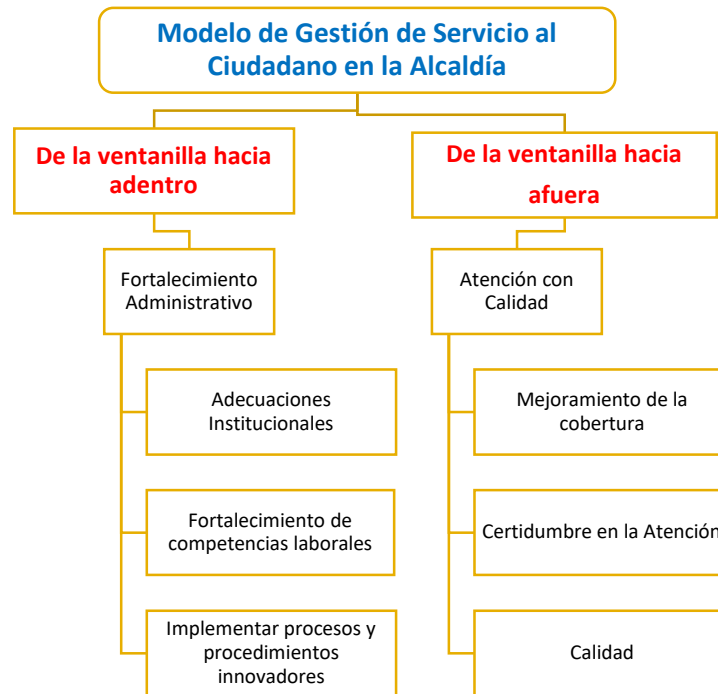 Modelo de Gestión de Servicio al
Ciudadano en la Alcaldía
De la ventanilla hacia
adentro
De la ventanilla hacia
afuera
Fortalecimiento
Administrativo
Atención con
Calidad
Adecuaciones
Institucionales
Mejoramiento de la
cobertura
Fortalecimiento de
competencias laborales
Certidumbre en la Atención
Implementar procesos y
procedimientos
innovadores
Calidad